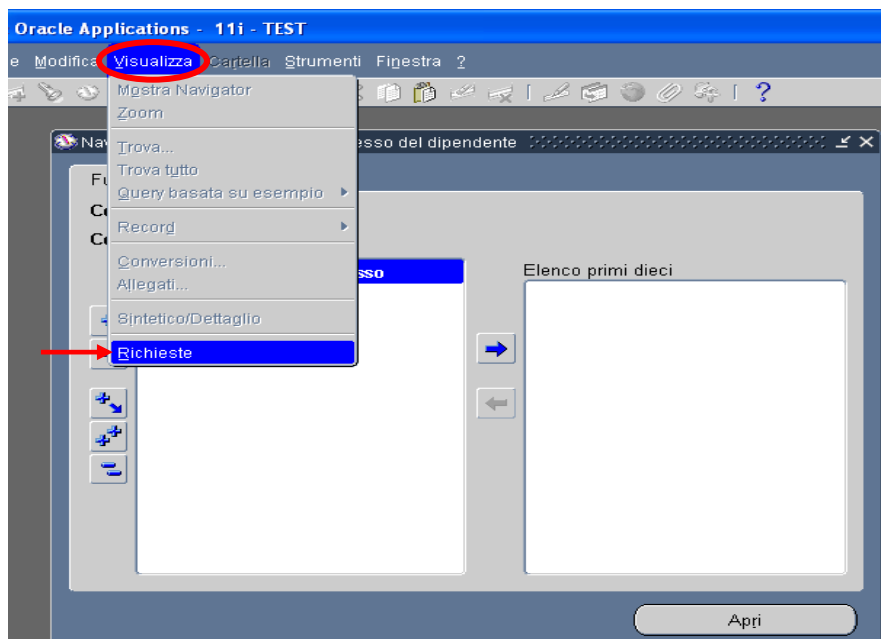 Oracle Applications - 11i - TEST
e Modifica Visualizza Cartella Strumenti Finestra ?
Mostra Navigator
Zoom
Nav esso del dipendente
Trova...
Trova tutto
Fu
Query basata su esempio
Co
Record
Co
Conversioni...
sso
Elenco primi dieci
Allegati...
Sintetico/Dettaglio
Richieste
Apri